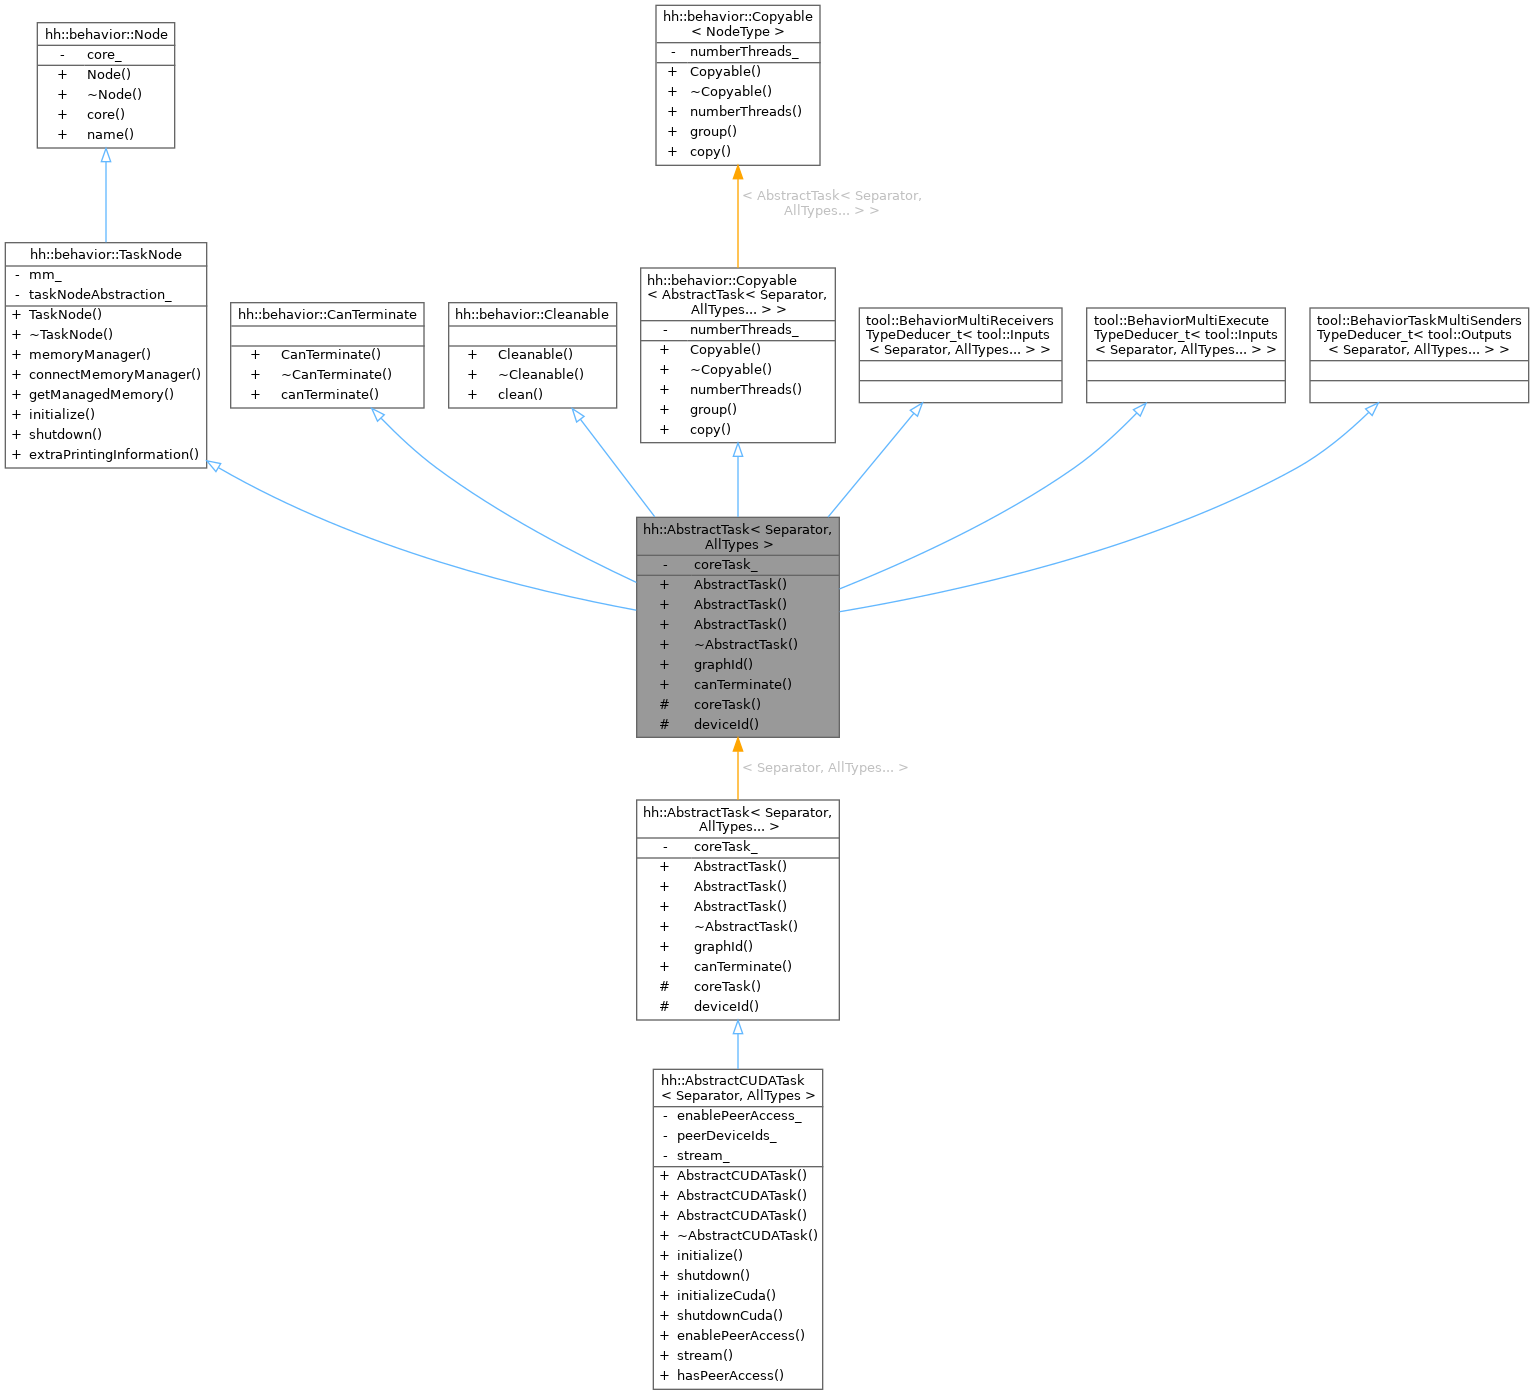 hh::behavior::Node
- core_
+ Node()
+ ~Node()
+ core()
+ name()
hh::behavior::Copyable
< NodeType >
- numberThreads_
+ Copyable()
+ ~Copyable()
+ numberThreads()
+ group()
+ copy()
< AbstractTask< Separator,
AllTypes... > >
hh::behavior::TaskNode
- mm_
- taskNodeAbstraction_
+ TaskNode()
+ ~TaskNode()
+ memoryManager()
+ connectMemoryManager()
+ getManagedMemory()
+ initialize()
+ shutdown()
+ extraPrintingInformation()
hh::behavior::CanTerminate
+ CanTerminate()
+ ~CanTerminate()
+ canTerminate()
hh::behavior::Cleanable
+ Cleanable()
+ ~Cleanable()
+ clean()
hh::behavior::Copyable
< AbstractTask< Separator,
AllTypes... > >
- numberThreads_
+ Copyable()
+ ~Copyable()
+ numberThreads()
+ group()
+ copy()
tool::BehaviorMultiReceivers
TypeDeducer_t< tool::Inputs
< Separator, AllTypes... > >
tool::BehaviorMultiExecute
TypeDeducer_t< tool::Inputs
< Separator, AllTypes... > >
tool::BehaviorTaskMultiSenders
TypeDeducer_t< tool::Outputs
< Separator, AllTypes... > >
hh::AbstractTask< Separator,
AllTypes >
- coreTask_
+ AbstractTask()
+ AbstractTask()
+ AbstractTask()
+ ~AbstractTask()
+ graphId()
+ canTerminate()
# coreTask()
# deviceId()
< Separator, AllTypes... >
hh::AbstractTask< Separator,
AllTypes... >
- coreTask_
+ AbstractTask()
+ AbstractTask()
+ AbstractTask()
+ ~AbstractTask()
+ graphId()
+ canTerminate()
# coreTask()
# deviceId()
hh::AbstractCUDATask
< Separator, AllTypes >
- enablePeerAccess_
- peerDeviceIds_
- stream_
+ AbstractCUDATask()
+ AbstractCUDATask()
+ AbstractCUDATask()
+ ~AbstractCUDATask()
+ initialize()
+ shutdown()
+ initializeCuda()
+ shutdownCuda()
+ enablePeerAccess()
+ stream()
+ hasPeerAccess()